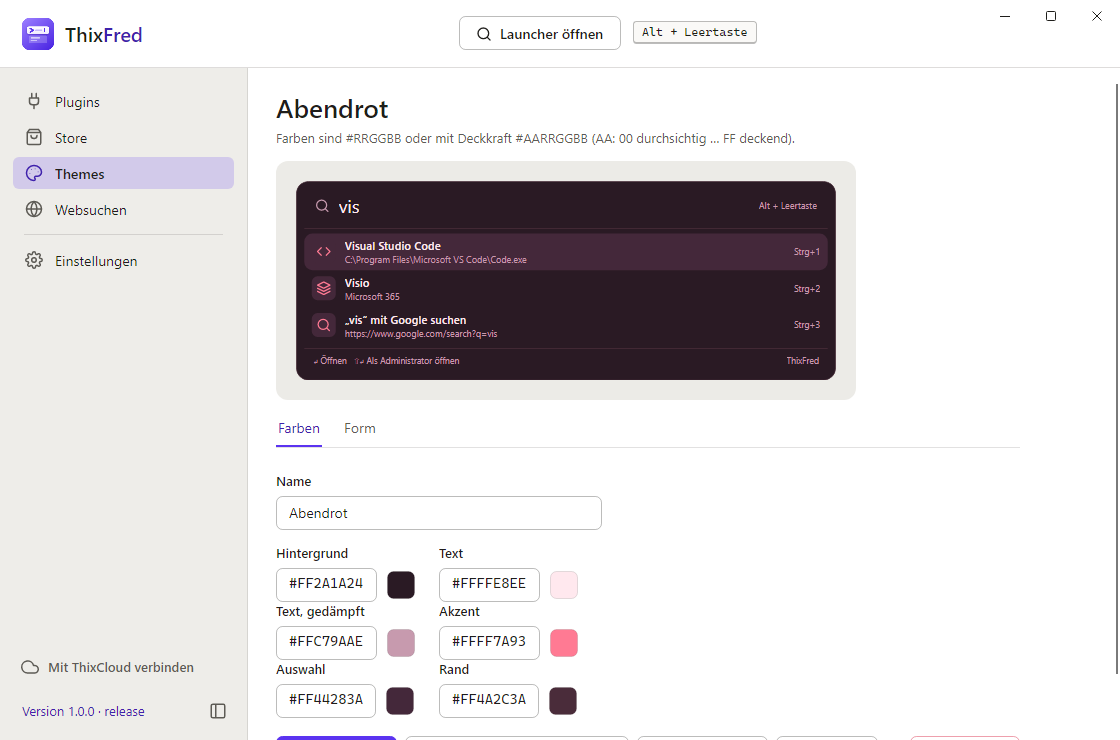 ThixFred
Launcher öffnen
Alt + Leertaste
Plugins
Store
Themes
Websuchen
Einstellungen
Mit ThixCloud verbinden
Version 1.0.0 · release
Abendrot
Farben sind #RRGGBB oder mit Deckkraft #AARRGGBB (AA: 00 durchsichtig … FF deckend).
vis
Alt + Leertaste
Visual Studio Code
C:\Program Files\Microsoft VS Code\Code.exe
Strg+1
Visio
Microsoft 365
Strg+2
„vis“ mit Google suchen
https://www.google.com/search?q=vis
Strg+3
↵ Öffnen ⇧↵ Als Administrator öffnen
ThixFred
Farben Form
Name
Abendrot
Hintergrund Text
#FF2A1A24 #FFFFE8EE
Text, gedämpft Akzent
#FFC79AAE #FFFF7A93
Auswahl Rand
#FF44283A #FF4A2C3A